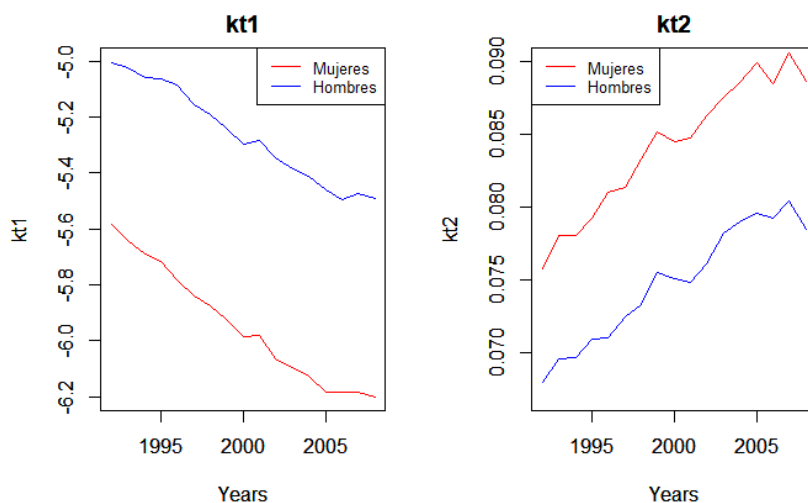 kt1
-5.0
-5.2
-5.4
-5.6
-5.8
-6.0
-6.2
kt1
Mujeres
Hombres
1995 2000 2005
Years
kt2
0.090
0.085
0.080
0.075
0.070
kt2
Mujeres
Hombres
1995 2000 2005
Years